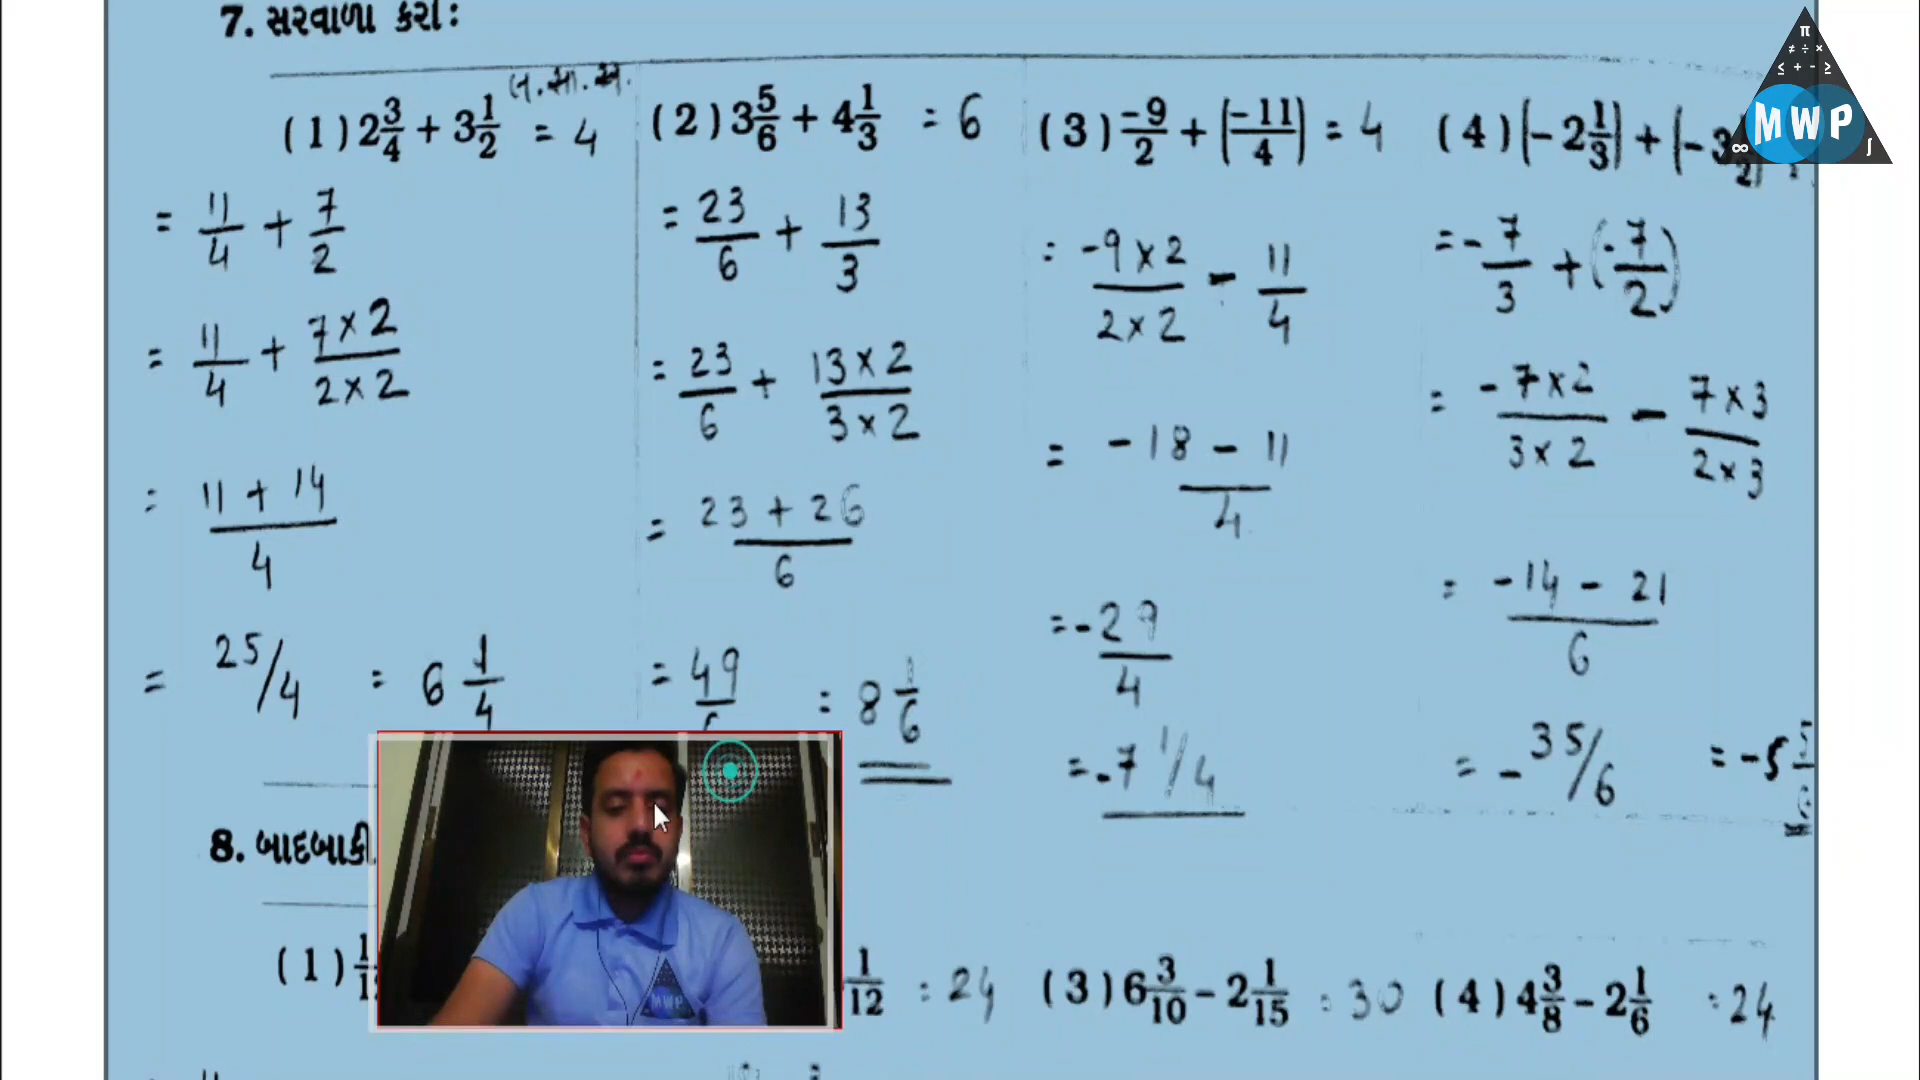 7. સરવાળા કરો :
લ.સા.અ.
(1) 2 3/4 + 3 1/2 = 4
= 11/4 + 7/2
= 11/4 + 7×2/2×2
= 11 + 14/4
= 25/4 = 6 1/4
(2) 3 5/6 + 4 1/3 = 6
= 23/6 + 13/3
= 23/6 + 13×2/3×2
= 23 + 26/6
= 49/6 = 8 1/6
(3) -9/2 + (-11/4) = 4
= -9×2/2×2 - 11/4
= -18 - 11/4
= -29/4
= -7 1/4
(4) (-2 1/3) + (-3
= -7/3 + (-7/2)
= -7×2/3×2 - 7×3/2×3
= -14 - 21/6
= -35/6 = -5 5/6
8. બાદબાકી
(1)
1/12 = 24
(3) 6 3/10 - 2 1/15 = 30
(4) 4 3/8 - 2 1/6 = 24
π
≠ ÷ ×
≤ + - ≥
MWP
∞ ∫
MWP